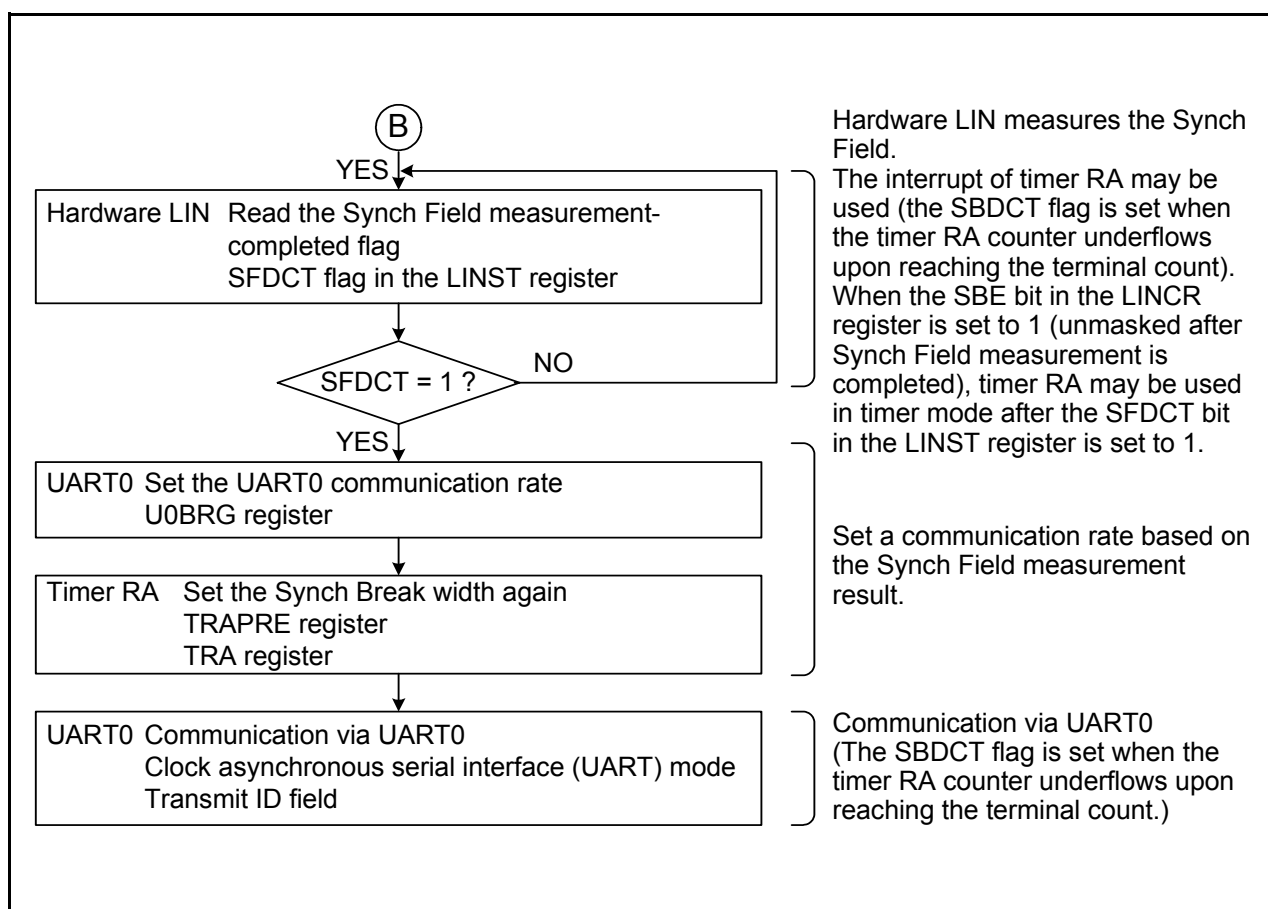 B
YES
Hardware LIN Read the Synch Field measurement-
completed flag
SFDCT flag in the LINST register
SFDCT = 1 ?
NO
YES
UART0 Set the UART0 communication rate
U0BRG register
Timer RA Set the Synch Break width again
TRAPRE register
TRA register
UART0 Communication via UART0
Clock asynchronous serial interface (UART) mode
Transmit ID field
Hardware LIN measures the Synch
Field.
The interrupt of timer RA may be
used (the SBDCT flag is set when
the timer RA counter underflows
upon reaching the terminal count).
When the SBE bit in the LINCR
register is set to 1 (unmasked after
Synch Field measurement is
completed), timer RA may be used
in timer mode after the SFDCT bit
in the LINST register is set to 1.
Set a communication rate based on
the Synch Field measurement
result.
Communication via UART0
(The SBDCT flag is set when the
timer RA counter underflows upon
reaching the terminal count.)